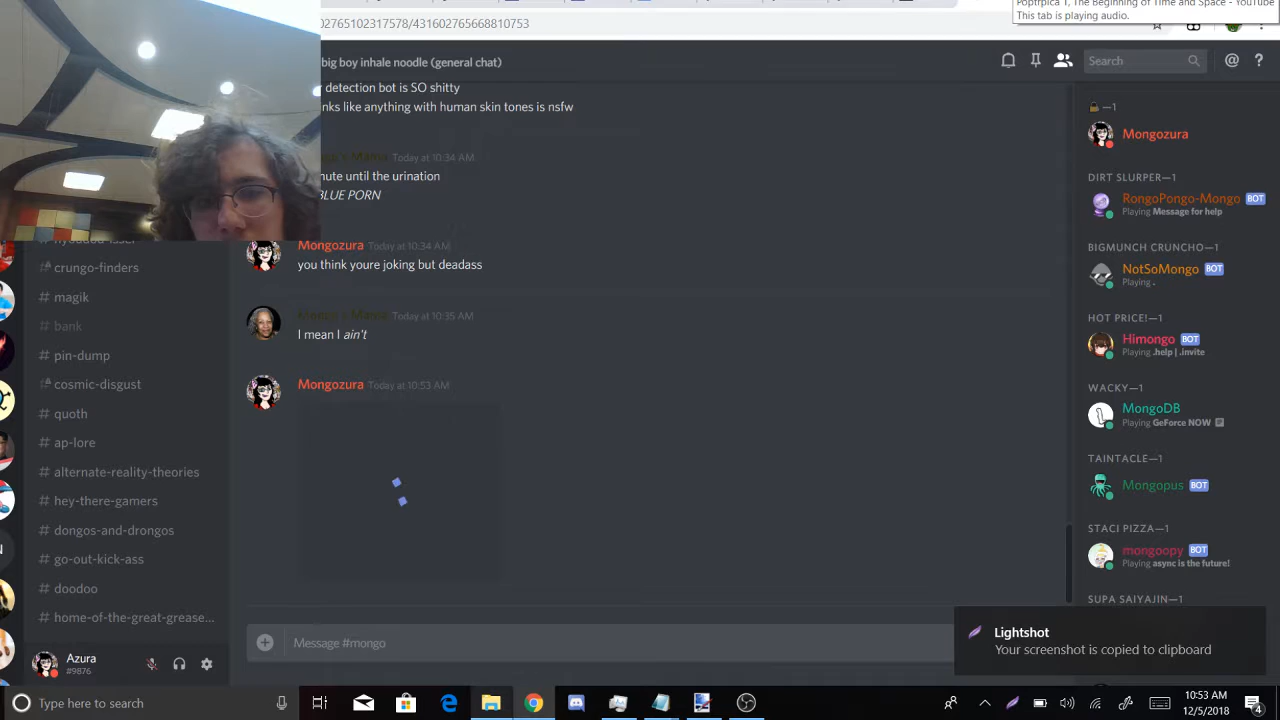 Poptrpica 1, The Beginning of Time and Space - YouTube
This tab is playing audio.
02765102317578/431602765668810753
big boy inhale noodle (general chat)
Search
detection bot is SO shitty
nks like anything with human skin tones is nsfw
Today at 10:34 AM
nute until the urination
BLUE PORN
Mongozura Today at 10:34 AM
you think youre joking but deadass
Today at 10:35 AM
I mean I ain't
Mongozura Today at 10:53 AM
Message #mongo
crungo-finders
# magik
# bank
# pin-dump
cosmic-disgust
# quoth
# ap-lore
# alternate-reality-theories
# hey-there-gamers
# dongos-and-drongos
# go-out-kick-ass
# doodoo
# home-of-the-great-grease...
Azura
#9876
—1
Mongozura
DIRT SLURPER—1
RongoPongo-Mongo BOT
Playing Message for help
BIGMUNCH CRUNCHO—1
NotSoMongo BOT
Playing .
HOT PRICE!—1
Himongo BOT
Playing .help | .invite
WACKY—1
MongoDB
Playing GeForce NOW
TAINTACLE—1
Mongopus BOT
STACI PIZZA—1
mongoopy BOT
Playing async is the future!
SUPA SAIYAJIN—1
Lightshot
Your screenshot is copied to clipboard
Type here to search
10:53 AM
12/5/2018
4